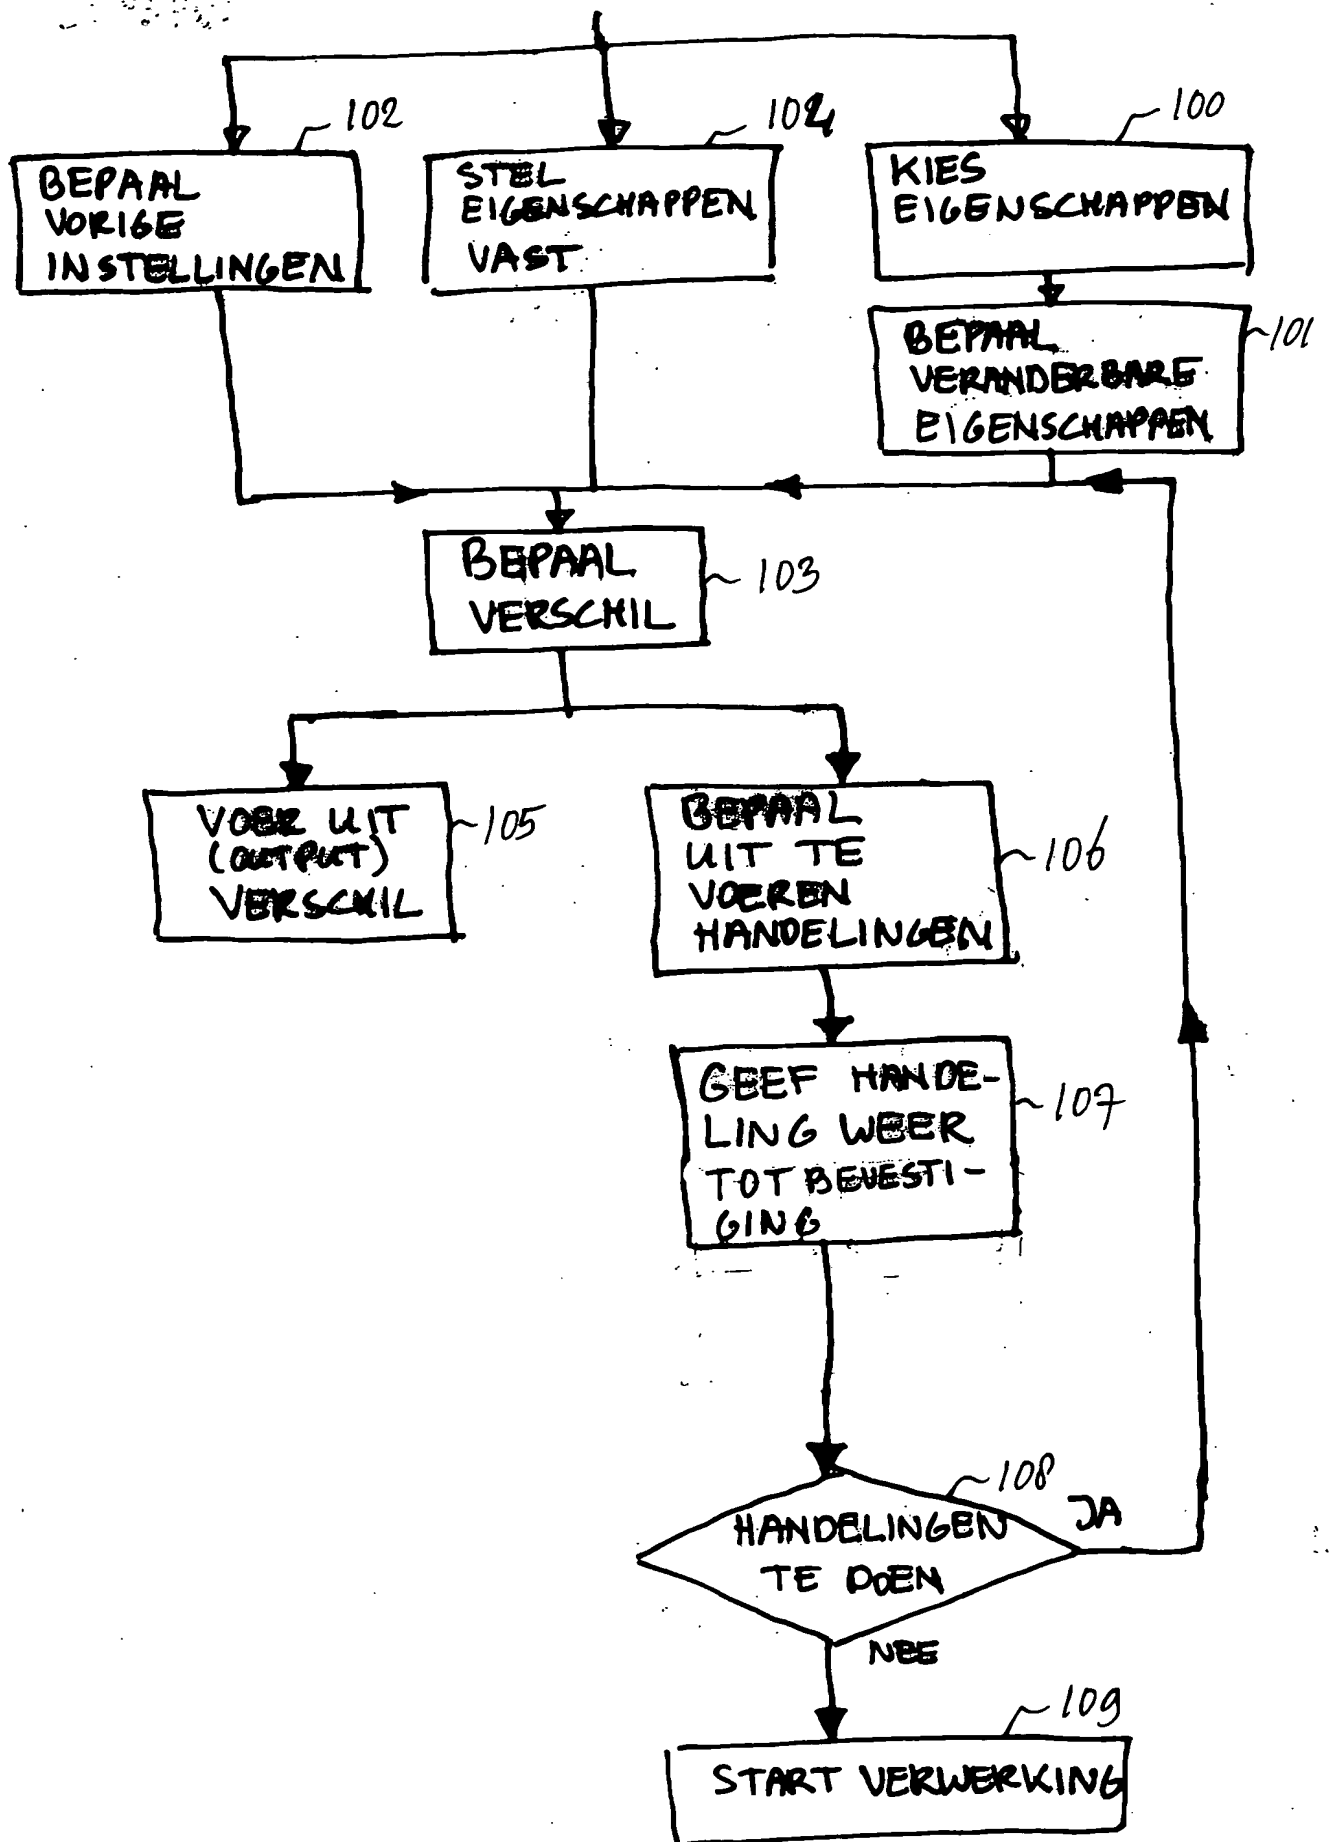 102
BEPAAL
VORIGE
INSTELLINGEN
104
STEL
EIGENSCHAPPEN
VAST
100
KIES
EIGENSCHAPPEN
101
BEPAAL
VERANDERBARE
EIGENSCHAPPEN
BEPAAL
VERSCHIL
103
VOER UIT
(OUTPUT)
VERSCHIL
105
BEPAAL
UIT TE
VOEREN
HANDELINGEN
106
GEEF HANDE-
LING WEER
TOT BEVESTI-
GING
107
108
HANDELINGEN
TE DOEN
JA
NEE
109
START VERWERKING